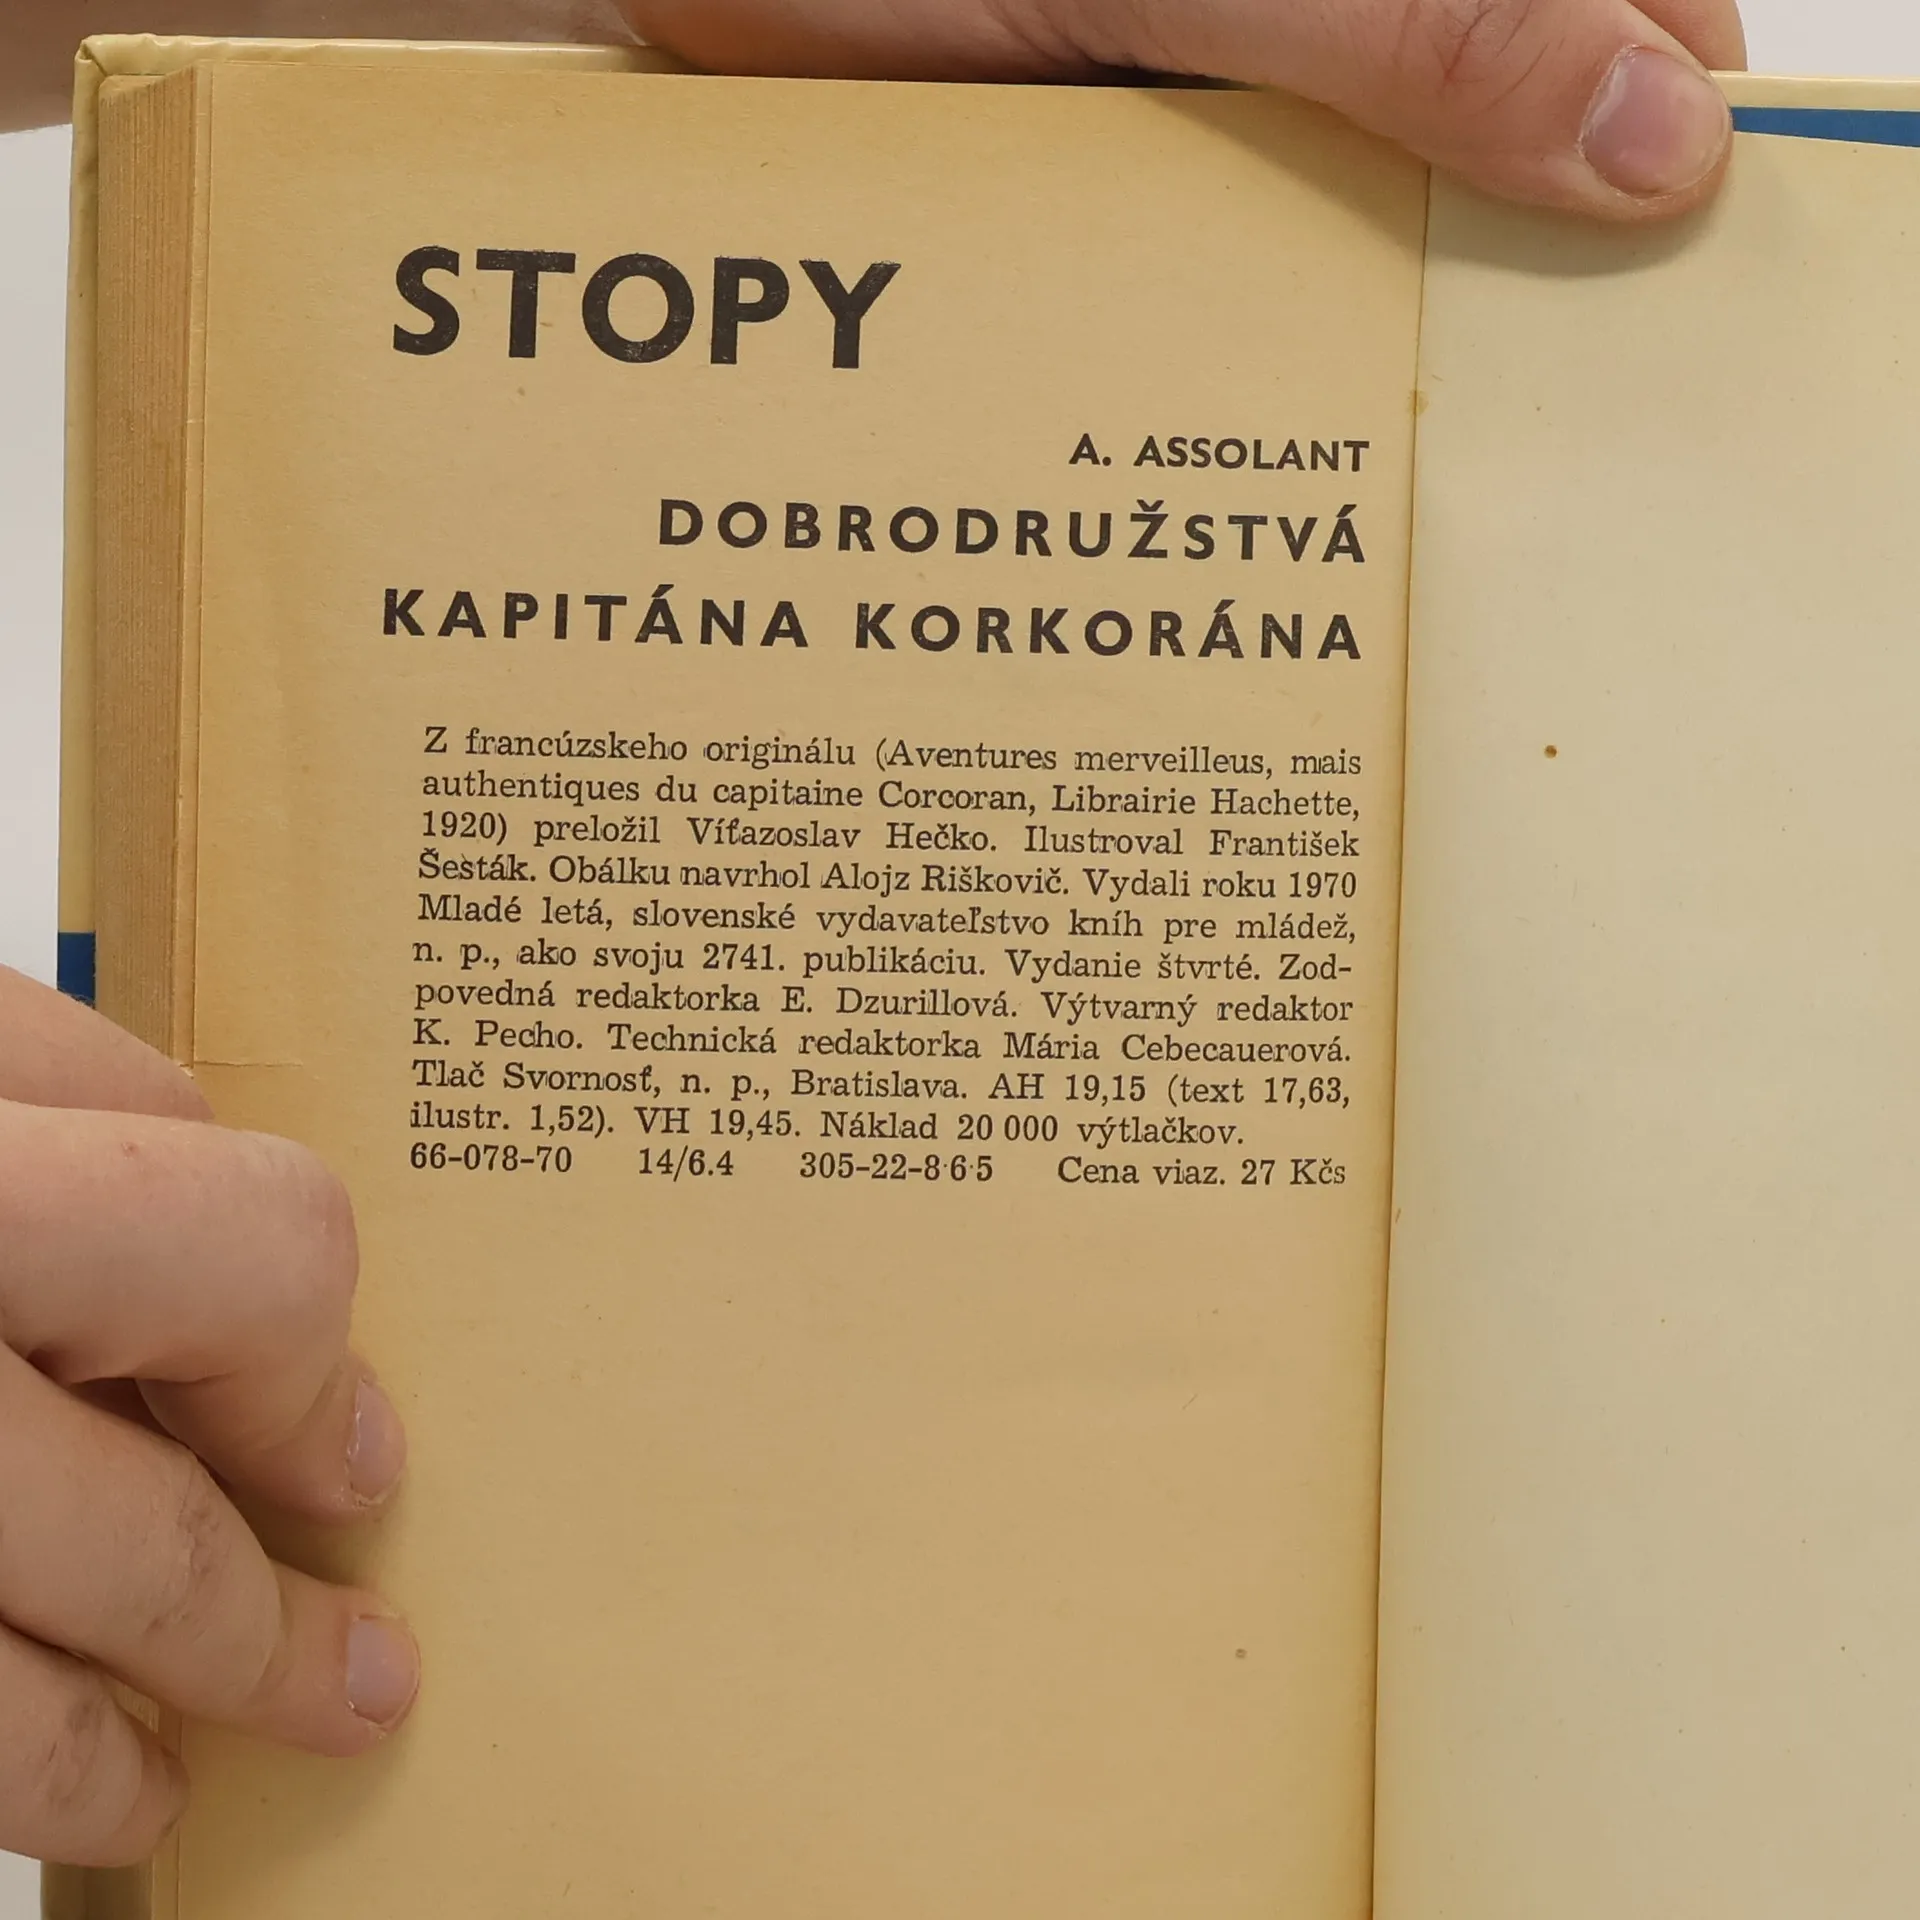 STOPY
A. ASSOLANT
DOBRODRUŽSTVÁ
KAPITÁNA KORKORÁNA
Z francúzskeho originálu (Aventures merveilleus, mais
authentiques du capitaine Corcoran, Librairie Hachette,
1920) preložil Víťazoslav Hečko. Ilustroval František
Šesták. Obálku navrhol Alojz Riškovič. Vydali roku 1970
Mladé letá, slovenské vydavateľstvo kníh pre mládež,
n. p., ako svoju 2741. publikáciu. Vydanie štvrté. Zod-
povedná redaktorka E. Dzurillová. Výtvarný redaktor
K. Pecho. Technická redaktorka Mária Cebecauerová.
Tlač Svornosť, n. p., Bratislava. AH 19,15 (text 17,63,
ilustr. 1,52). VH 19,45. Náklad 20 000 výtlačkov.
66-078-70 14/6.4 305-22-8·6·5 Cena viaz. 27 Kčs